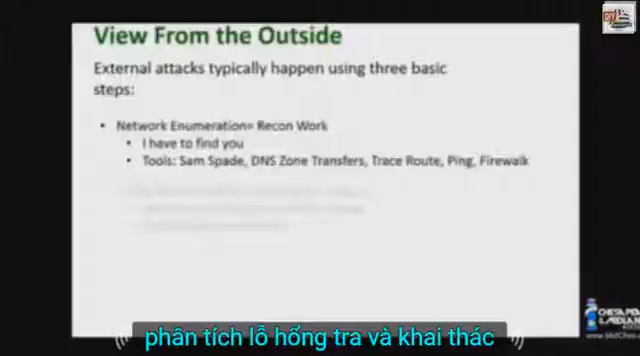 View From the Outside
External attacks typically happen using three basic
steps:
• Network Enumeration= Recon Work
• I have to find you
• Tools: Sam Spade, DNS Zone Transfers, Trace Route, Ping, Firewalk
phân tích lỗ hổng tra và khai thác